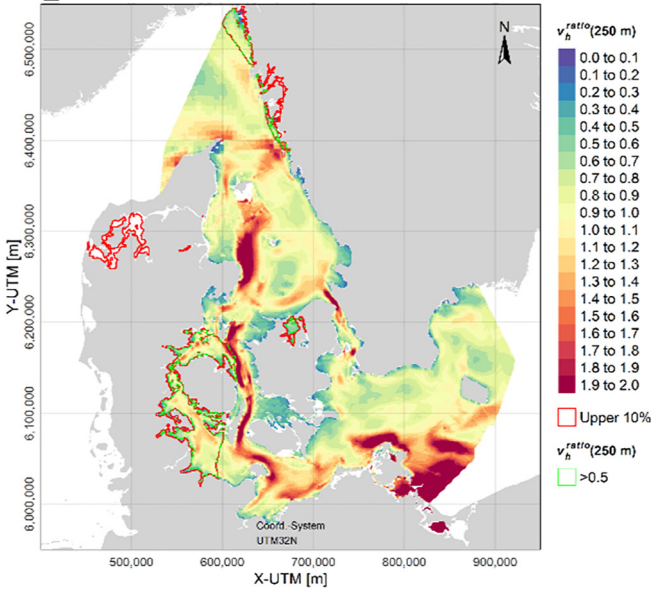 N
6,500,000
6,400,000
6,300,000
6,200,000
6,100,000
6,000,000
Y-UTM [m]
500,000 600,000 700,000 800,000 900,000
X-UTM [m]
Coord.-System
UTM32N
v_h^ratio(250 m)
0.0 to 0.1
0.1 to 0.2
0.2 to 0.3
0.3 to 0.4
0.4 to 0.5
0.5 to 0.6
0.6 to 0.7
0.7 to 0.8
0.8 to 0.9
0.9 to 1.0
1.0 to 1.1
1.1 to 1.2
1.2 to 1.3
1.3 to 1.4
1.4 to 1.5
1.5 to 1.6
1.6 to 1.7
1.7 to 1.8
1.8 to 1.9
1.9 to 2.0
Upper 10%
v_h^ratio(250 m)
>0.5